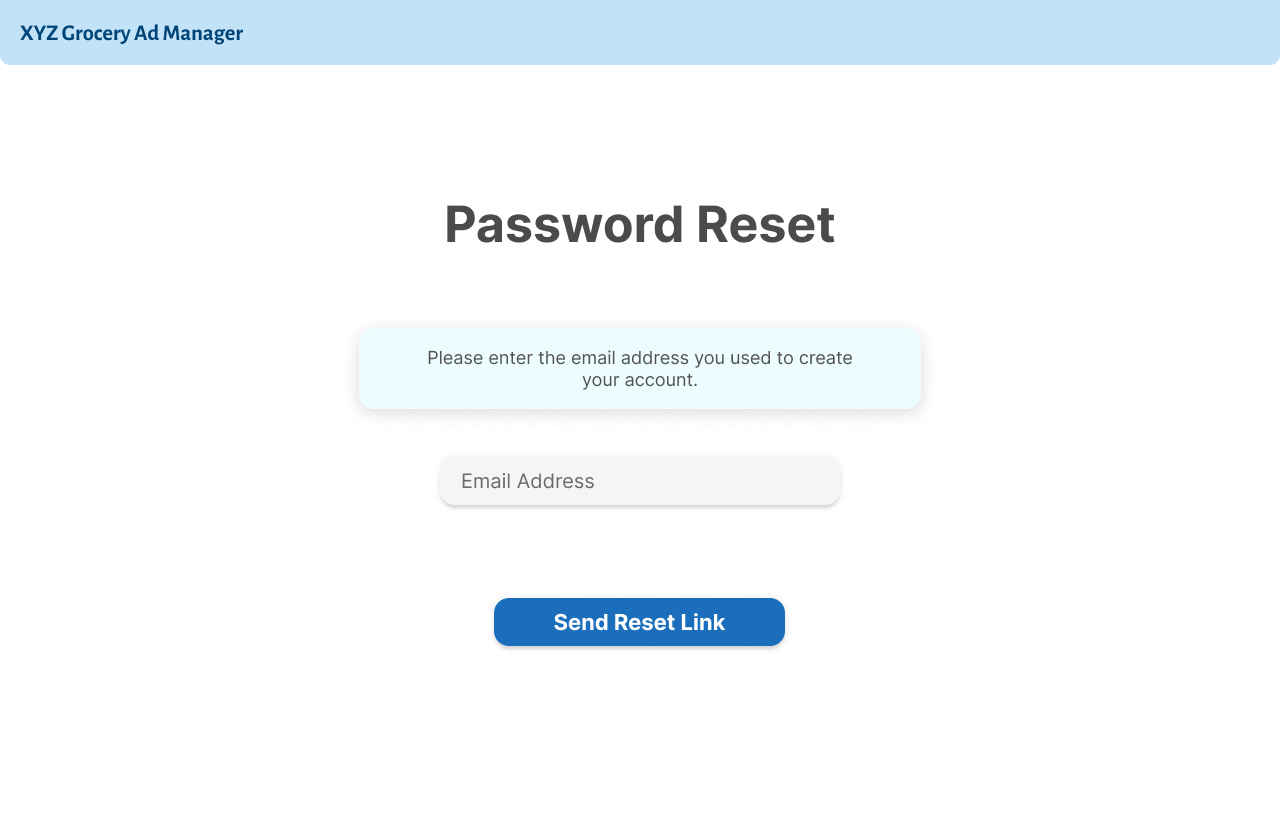 XYZ Grocery Ad Manager
Password Reset
Please enter the email address you used to create
your account.
Email Address
Send Reset Link